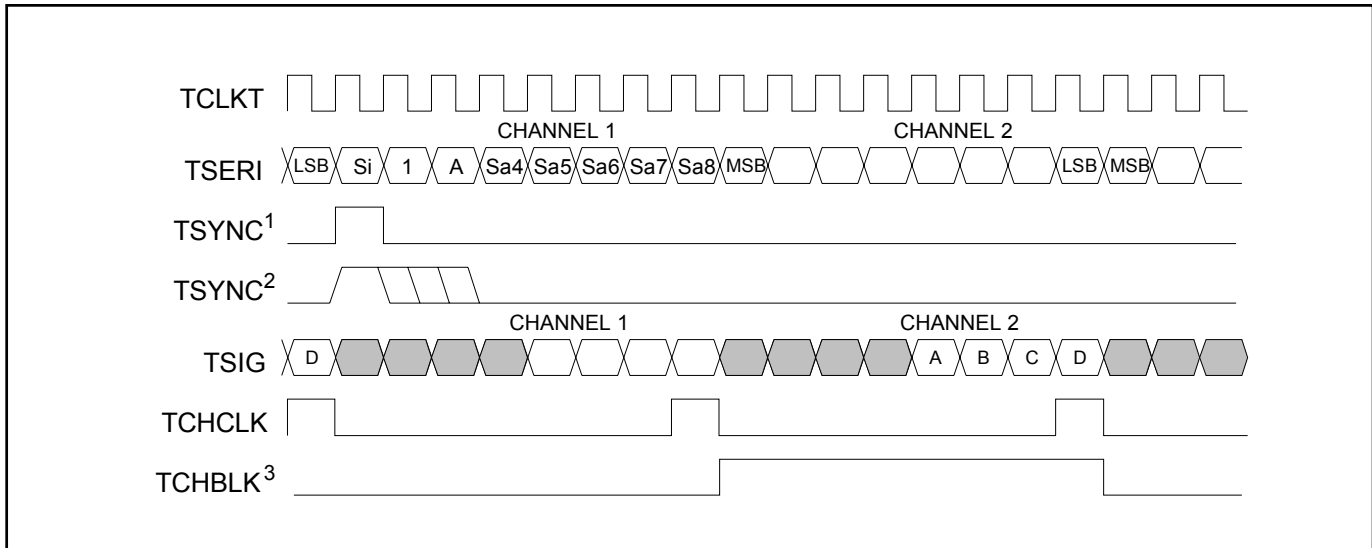 TCLKT
CHANNEL 1 CHANNEL 2
TSERI LSB Si 1 A Sa4 Sa5 Sa6 Sa7 Sa8 MSB LSB MSB
TSYNC1
TSYNC2
CHANNEL 1 CHANNEL 2
TSIG D A B C D
TCHCLK
TCHBLK3